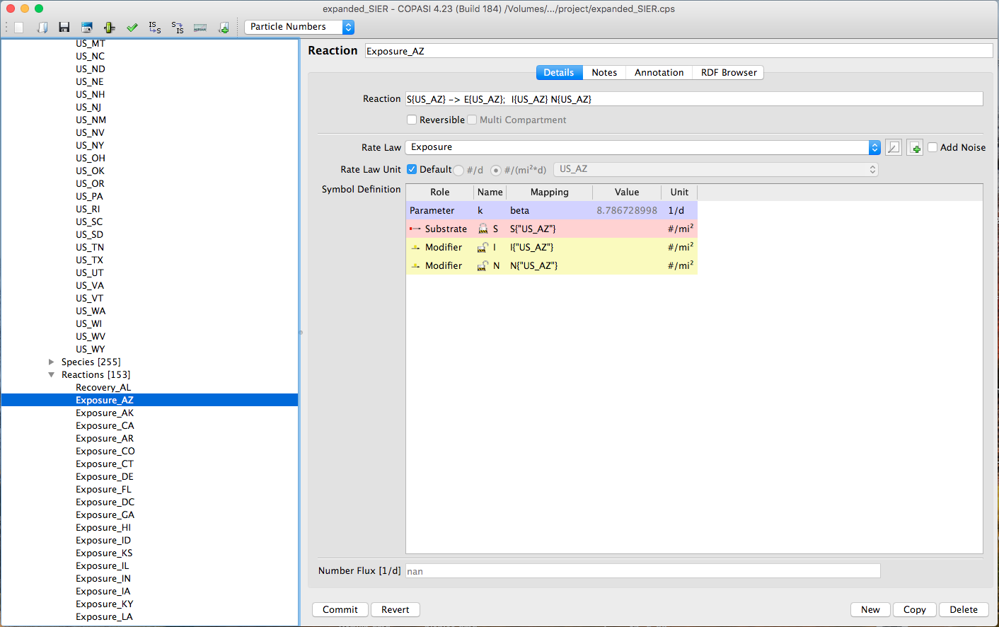 expanded_SIER - COPASI 4.23 (Build 184) /Volumes/.../project/expanded_SIER.cps
IS S S IS Particle Numbers
US_MT
US_NC
US_ND
US_NE
US_NH
US_NJ
US_NM
US_NV
US_NY
US_OH
US_OK
US_OR
US_PA
US_RI
US_SC
US_SD
US_TN
US_TX
US_UT
US_VA
US_VT
US_WA
US_WI
US_WV
US_WY
Species [255]
Reactions [153]
Recovery_AL
Exposure_AZ
Exposure_AK
Exposure_CA
Exposure_AR
Exposure_CO
Exposure_CT
Exposure_DE
Exposure_FL
Exposure_DC
Exposure_GA
Exposure_HI
Exposure_ID
Exposure_KS
Exposure_IL
Exposure_IN
Exposure_IA
Exposure_KY
Exposure_LA
Reaction Exposure_AZ
Details Notes Annotation RDF Browser
Reaction S{US_AZ} -> E{US_AZ};  I{US_AZ} N{US_AZ}
Reversible Multi Compartment
Rate Law Exposure Add Noise
Rate Law Unit Default #/d #/(mi²*d) US_AZ
Symbol Definition Role Name Mapping Value Unit
Parameter k beta 8.786728998 1/d
Substrate S S{"US_AZ"} #/mi²
Modifier I I{"US_AZ"} #/mi²
Modifier N N{"US_AZ"} #/mi²
Number Flux [1/d] nan
Commit Revert New Copy Delete